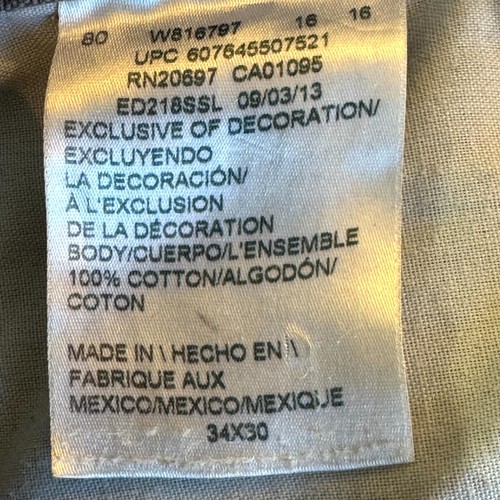 80 W816797 16 16
UPC 607645507521
RN20697 CA01095
ED218SSL 09/03/13
EXCLUSIVE OF DECORATION/
EXCLUYENDO
LA DECORACIÓN/
À L'EXCLUSION
DE LA DÉCORATION
BODY/CUERPO/L'ENSEMBLE
100% COTTON/ALGODÓN/
COTON
MADE IN \ HECHO EN \
FABRIQUE AUX
MEXICO/MEXICO/MEXIQUE
34X30